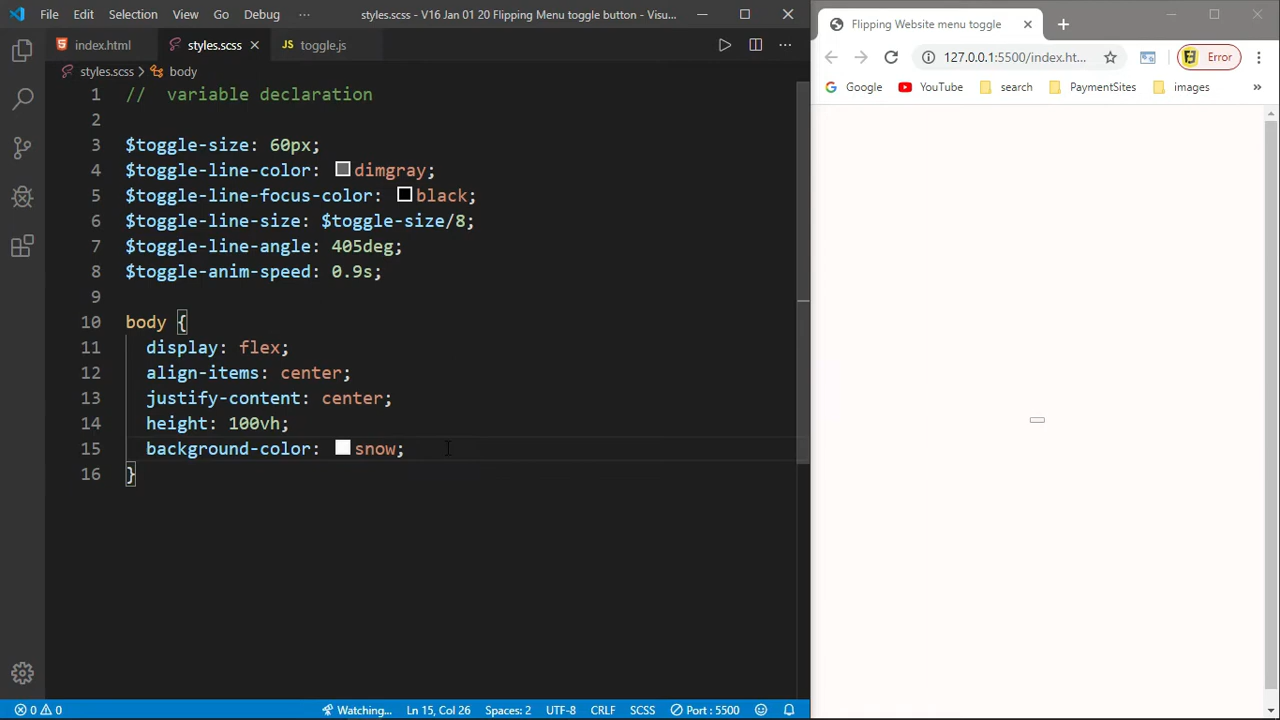 File Edit Selection View Go Debug ··· styles.scss - V16 Jan 01 20 Flipping Menu toggle button - Visu...
index.html styles.scss toggle.js
styles.scss > body
1 // variable declaration
2
3 $toggle-size: 60px;
4 $toggle-line-color: dimgray;
5 $toggle-line-focus-color: black;
6 $toggle-line-size: $toggle-size/8;
7 $toggle-line-angle: 405deg;
8 $toggle-anim-speed: 0.9s;
9
10 body {
11 display: flex;
12 align-items: center;
13 justify-content: center;
14 height: 100vh;
15 background-color: snow;
16 }
0 0 Watching... Ln 15, Col 26 Spaces: 2 UTF-8 CRLF SCSS Port : 5500
Flipping Website menu toggle
127.0.0.1:5500/index.ht... Error
Google YouTube search PaymentSites images »